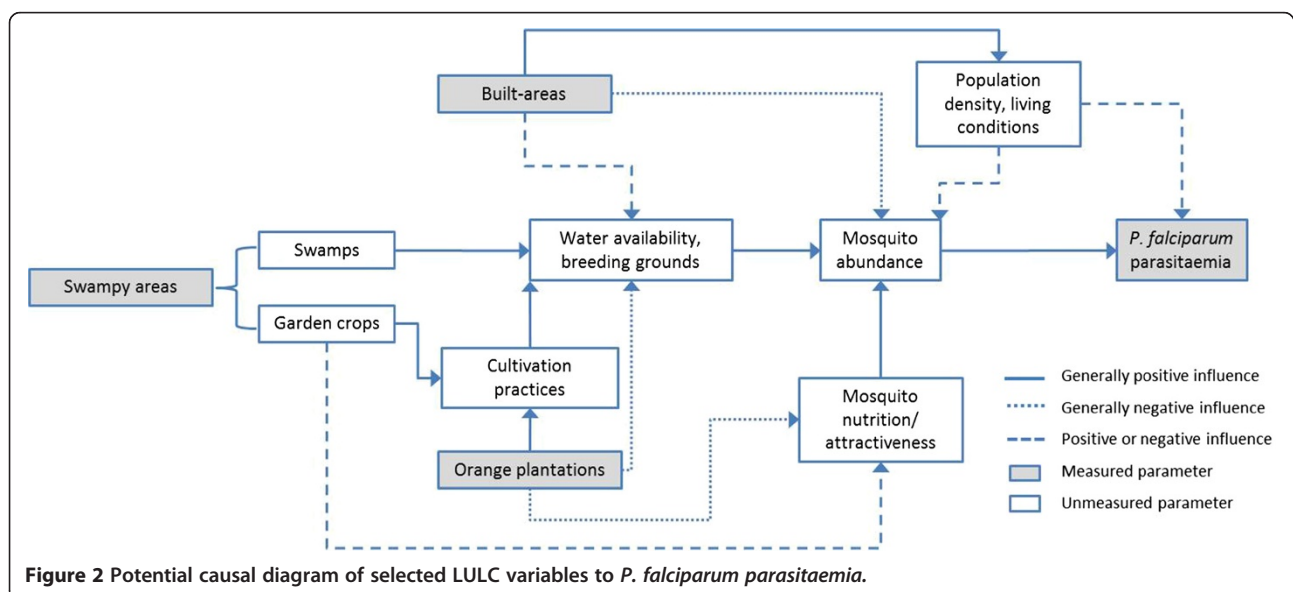 Built-areas
Population
density, living
conditions
Swampy areas
Swamps
Garden crops
Water availability,
breeding grounds
Mosquito
abundance
P. falciparum
parasitaemia
Cultivation
practices
Orange plantations
Mosquito
nutrition/
attractiveness
Generally positive influence
Generally negative influence
Positive or negative influence
Measured parameter
Unmeasured parameter
Figure 2 Potential causal diagram of selected LULC variables to P. falciparum parasitaemia.